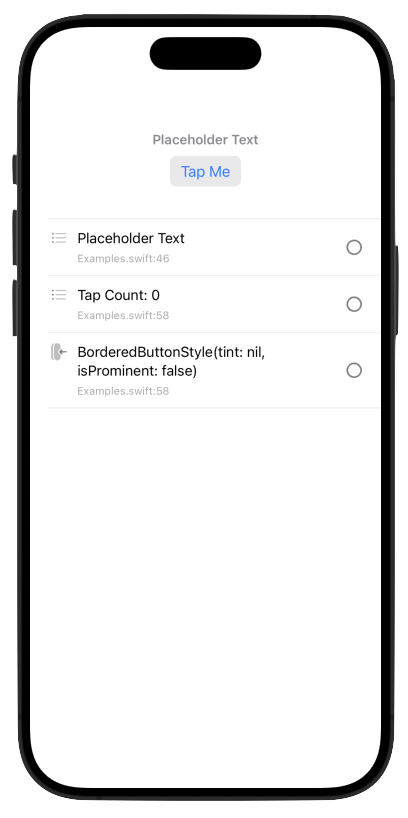 Placeholder Text
Tap Me
Placeholder Text
Examples.swift:46
Tap Count: 0
Examples.swift:58
BorderedButtonStyle(tint: nil,
isProminent: false)
Examples.swift:58